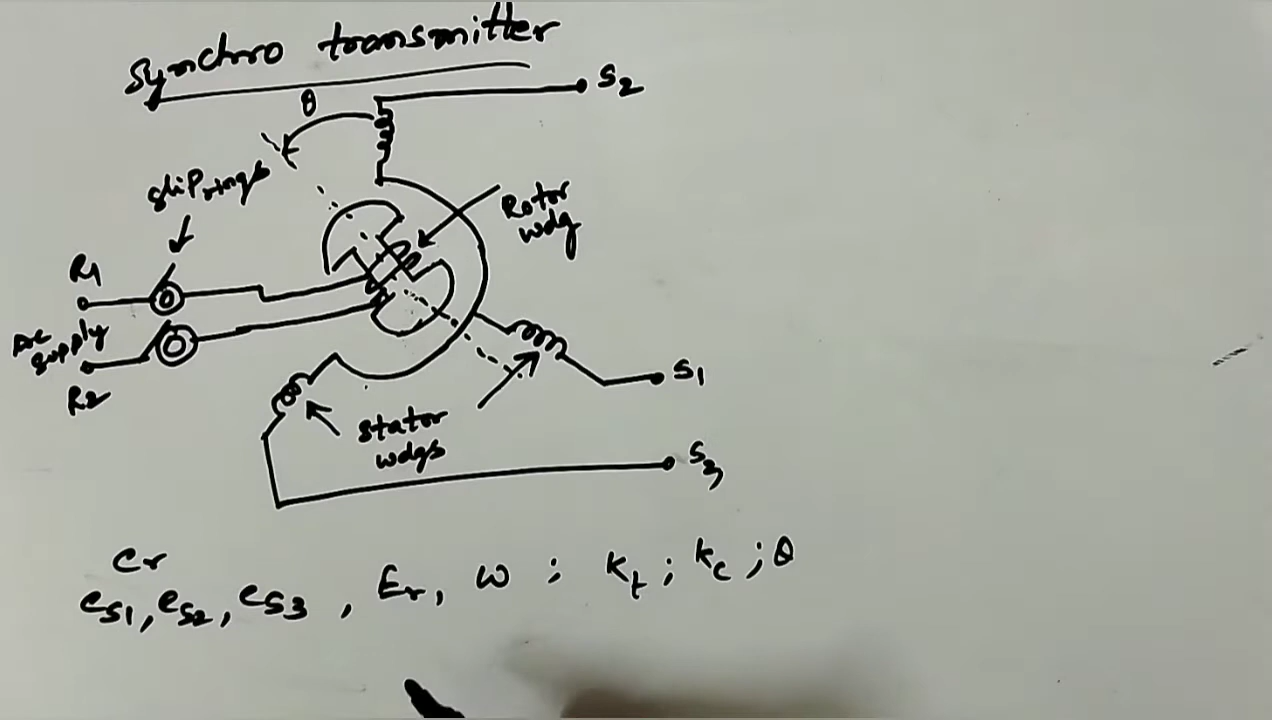 Synchro transmitter
S2
θ
slip rings
Rotor
wdg
R1
Ac
supply
R2
S1
stator
wdgs
S3
er
es1, es2, es3, Er, ω ; Kt ; Kc ; θ